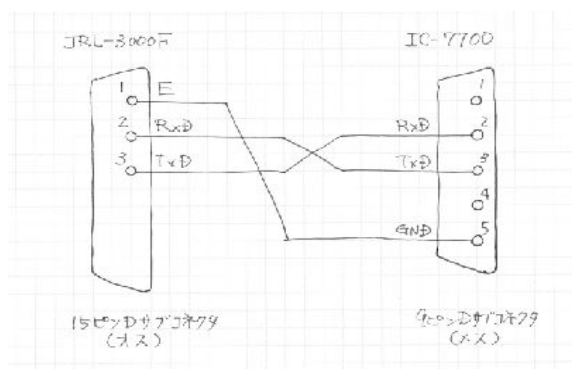 JRL-3000F
IC-7700
1 E
2 RxD
3 TxD
1
RxD 2
TxD 3
4
GND 5
15ピンDサブコネクタ
(オス)
9ピンDサブコネクタ
(メス)